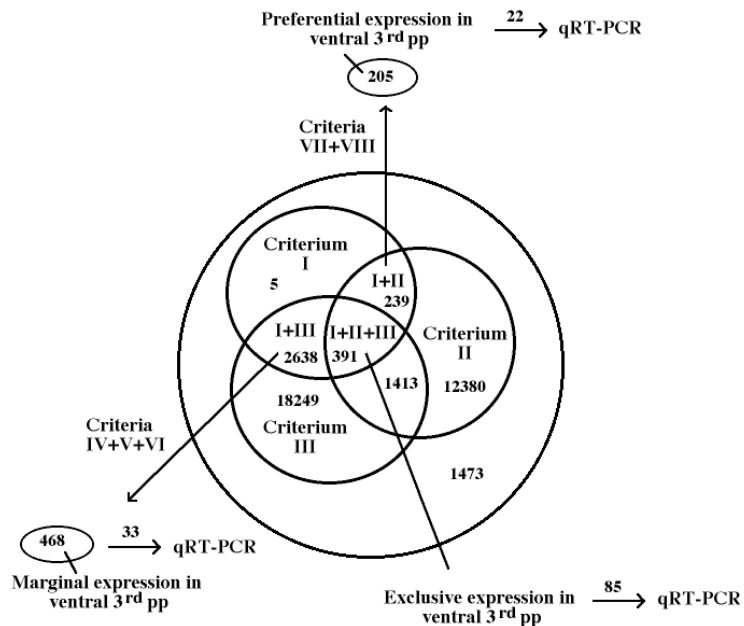 Preferential expression in
ventral 3rd pp
22
qRT-PCR
205
Criteria
VII+VIII
Criterium
I
5
I+II
239
I+III
2638
I+II+III
391
Criterium
II
12380
1413
18249
Criterium
III
1473
Criteria
IV+V+VI
468
33
qRT-PCR
Marginal expression in
ventral 3rd pp
Exclusive expression in
ventral 3rd pp
85
qRT-PCR